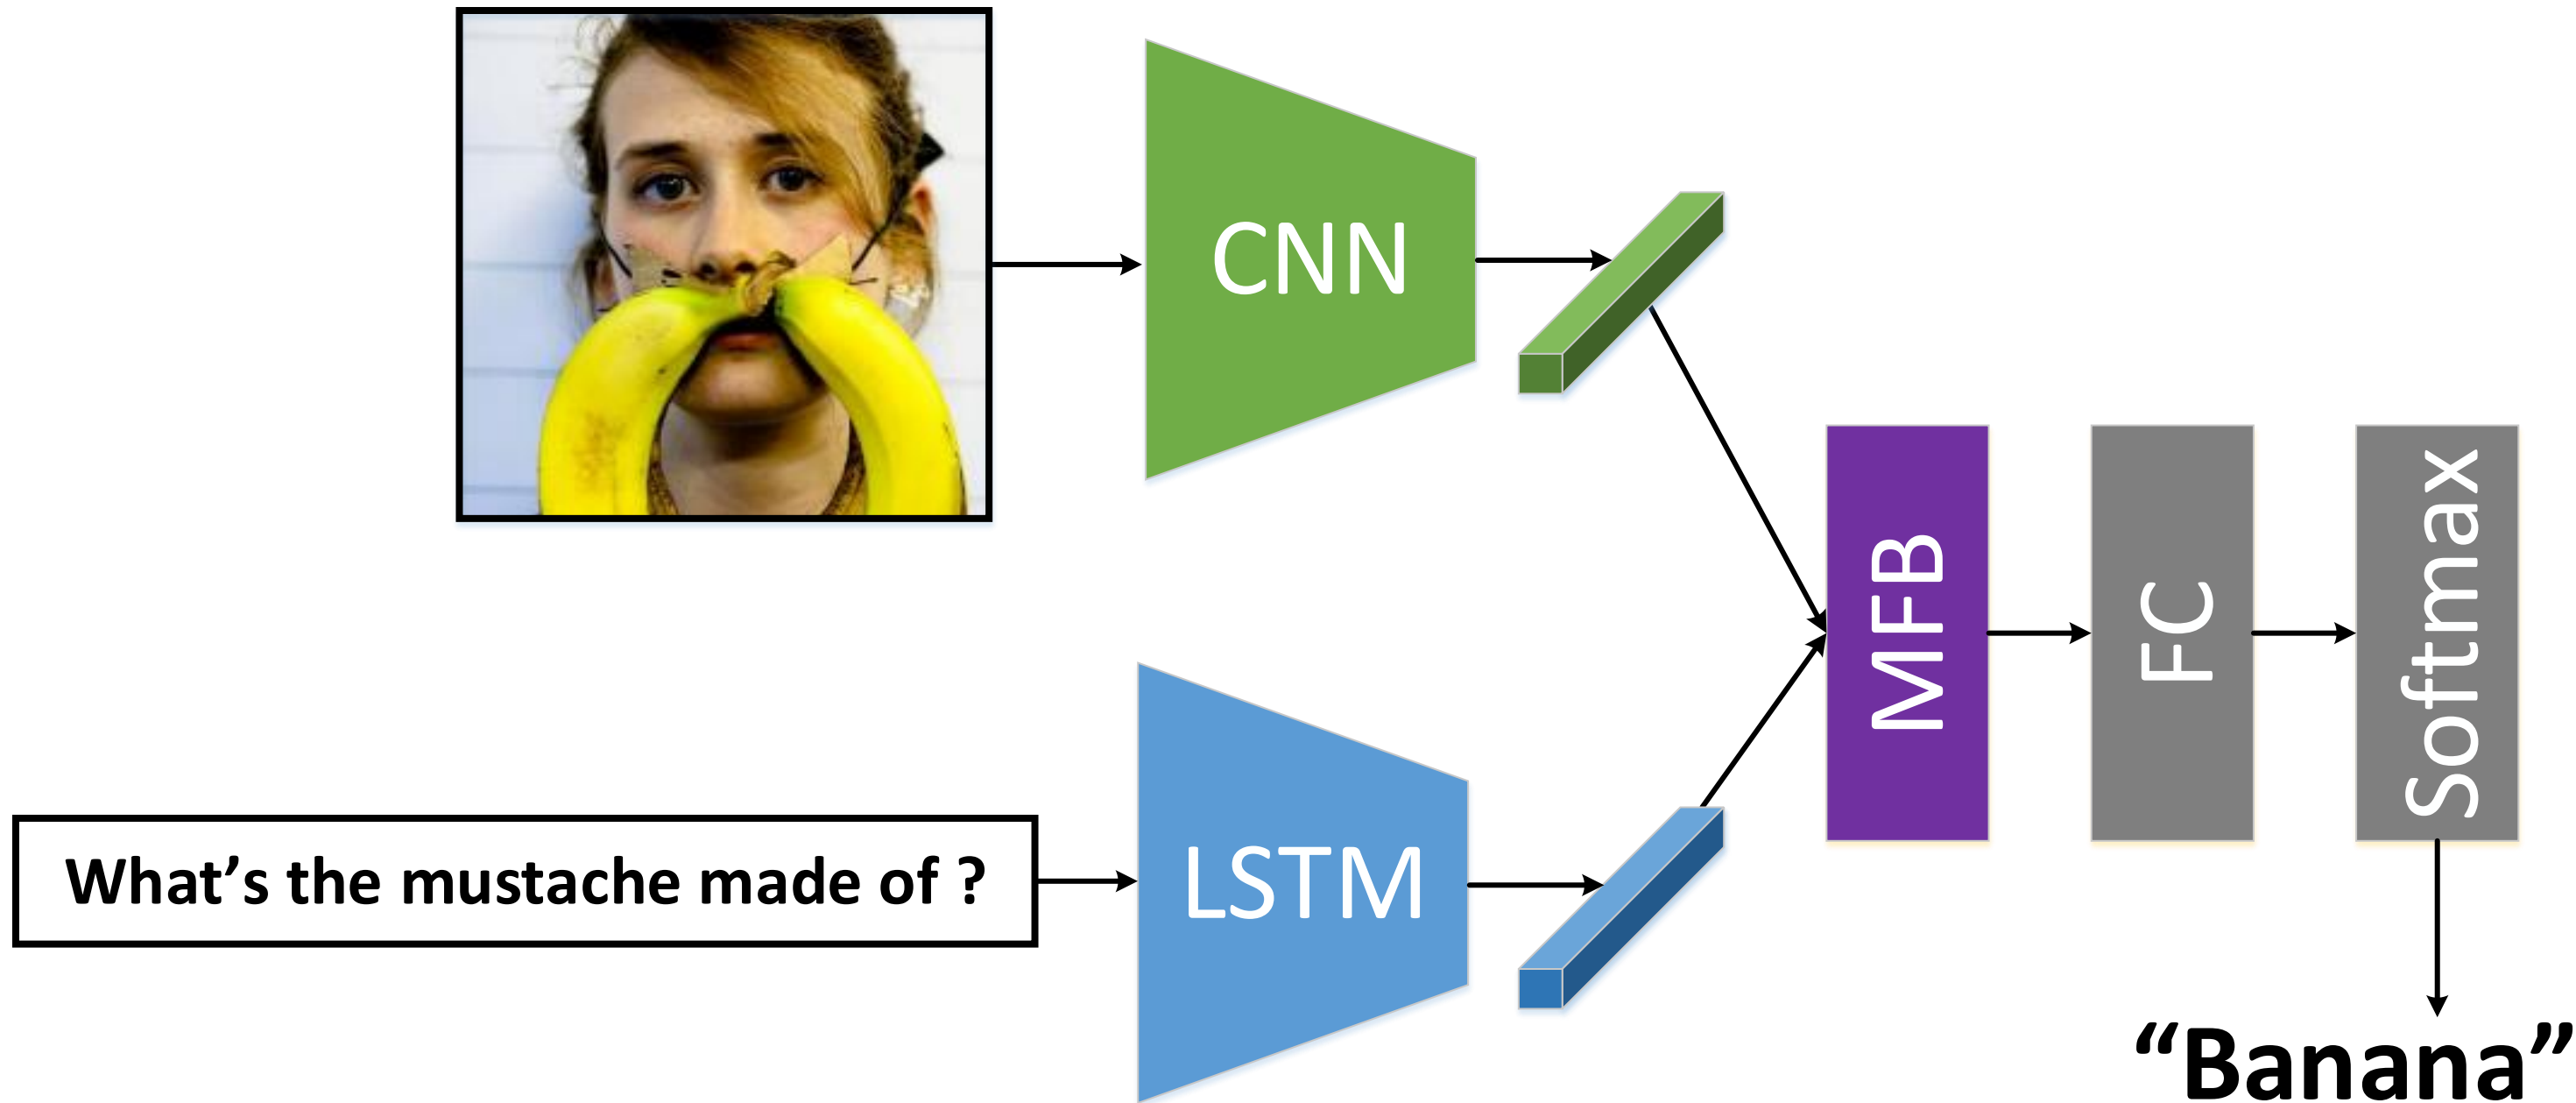 CNN
What's the mustache made of ?
LSTM
MFB
FC
Softmax
“Banana”